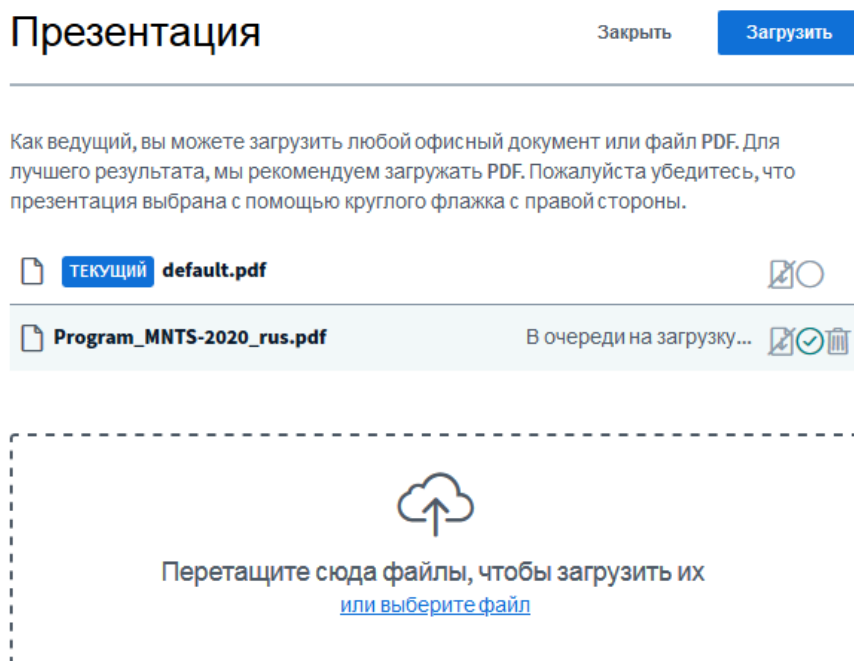 Презентация
Закрыть
Загрузить
Как ведущий, вы можете загрузить любой офисный документ или файл PDF. Для
лучшего результата, мы рекомендуем загружать PDF. Пожалуйста убедитесь, что
презентация выбрана с помощью круглого флажка с правой стороны.
ТЕКУЩИЙ default.pdf
Program_MNTS-2020_rus.pdf В очереди на загрузку...
Перетащите сюда файлы, чтобы загрузить их
или выберите файл